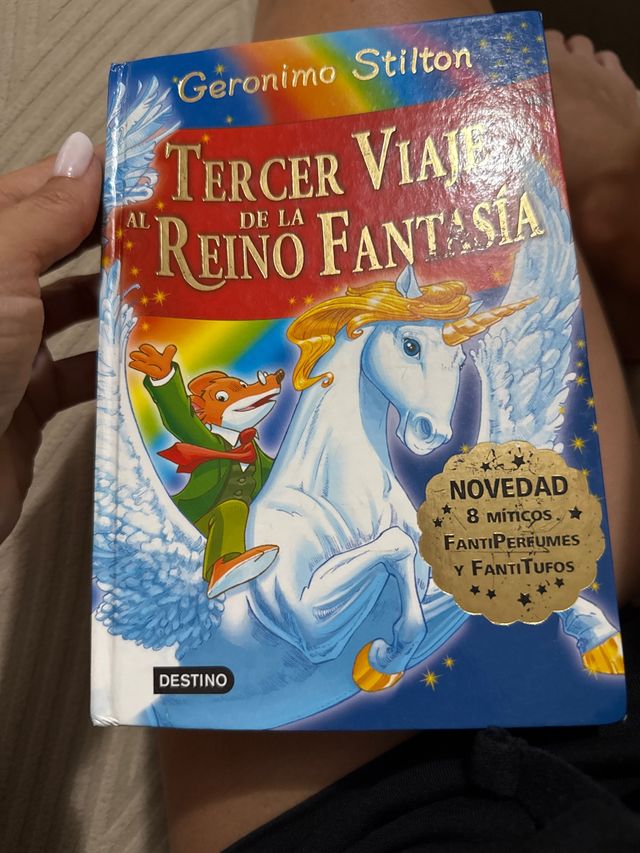 Geronimo Stilton
TERCER VIAJE
AL REINO DE LA FANTASÍA
NOVEDAD
8 MÍTICOS
FANTIPERFUMES
Y FANTITUFOS
DESTINO